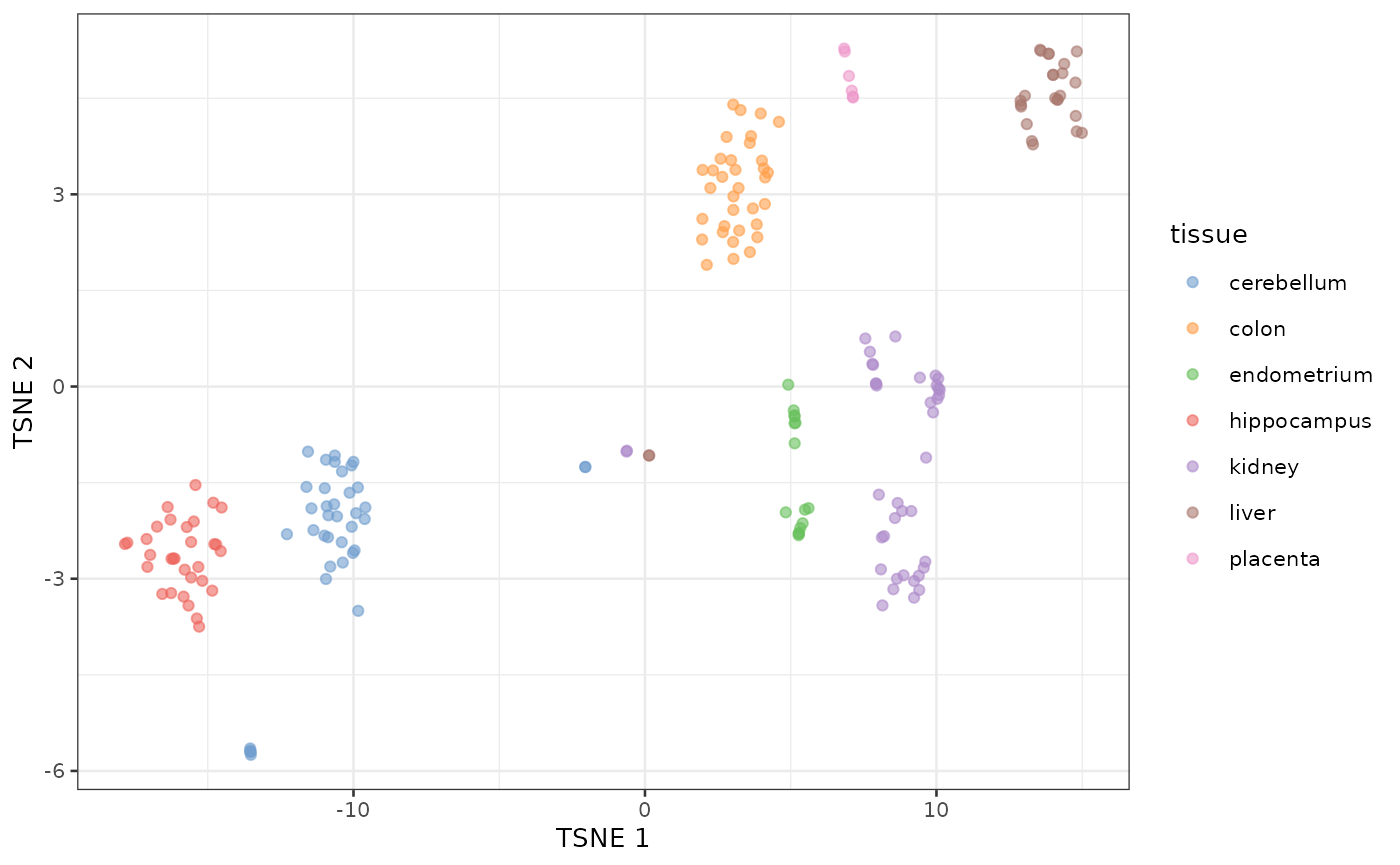 3
0
-3
-6
TSNE 2
-10
0
10
TSNE 1
tissue
cerebellum
colon
endometrium
hippocampus
kidney
liver
placenta